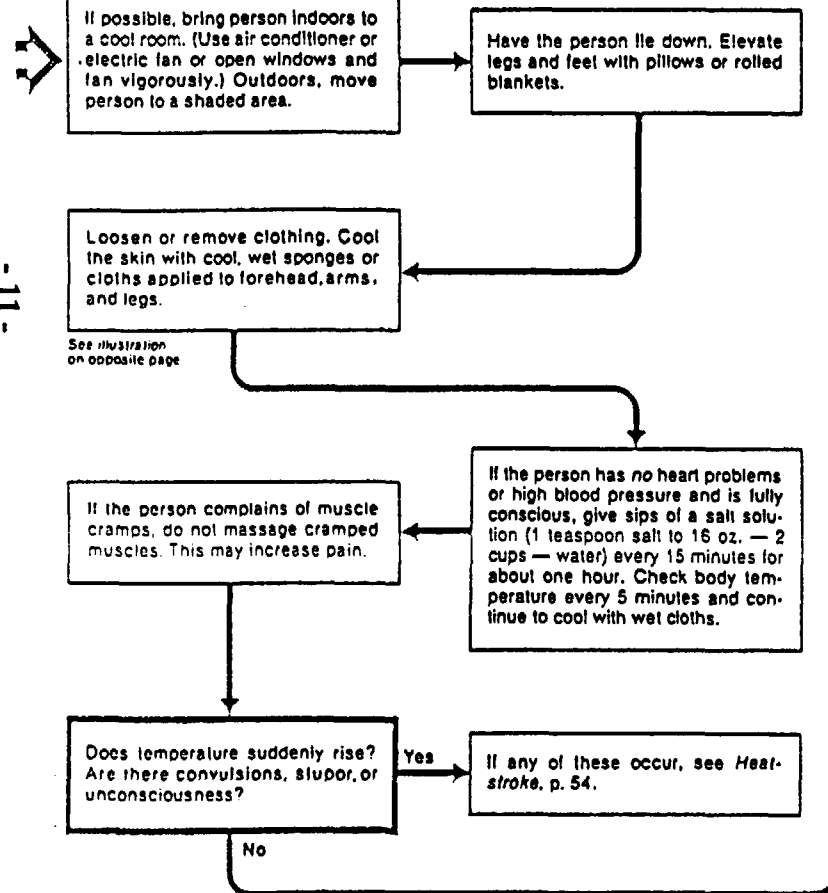 If possible, bring person indoors to
a cool room. (Use air conditioner or
electric fan or open windows and
fan vigorously.) Outdoors, move
person to a shaded area.
Have the person lie down. Elevate
legs and feet with pillows or rolled
blankets.
Loosen or remove clothing. Cool
the skin with cool, wet sponges or
cloths applied to forehead, arms,
and legs.
See illustration
on opposite page
- 11 -
If the person has no heart problems
or high blood pressure and is fully
conscious, give sips of a salt solu-
tion (1 teaspoon salt to 16 oz. — 2
cups — water) every 15 minutes for
about one hour. Check body tem-
perature every 5 minutes and con-
tinue to cool with wet cloths.
If the person complains of muscle
cramps, do not massage cramped
muscles. This may increase pain.
Does temperature suddenly rise?
Are there convulsions, stupor, or
unconsciousness?
Yes
If any of these occur, see Heat-
stroke, p. 54.
No